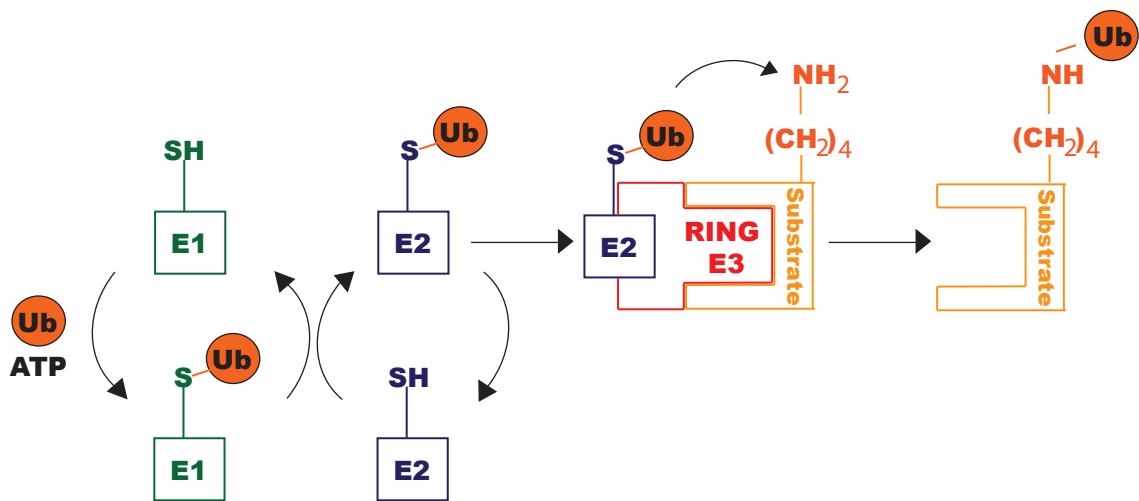 SH
E1
Ub
ATP
S Ub
E1
S Ub
E2
SH
E2
S Ub
E2
RING
E3
NH₂
(CH₂)₄
Substrate
Ub
NH
(CH₂)₄
Substrate